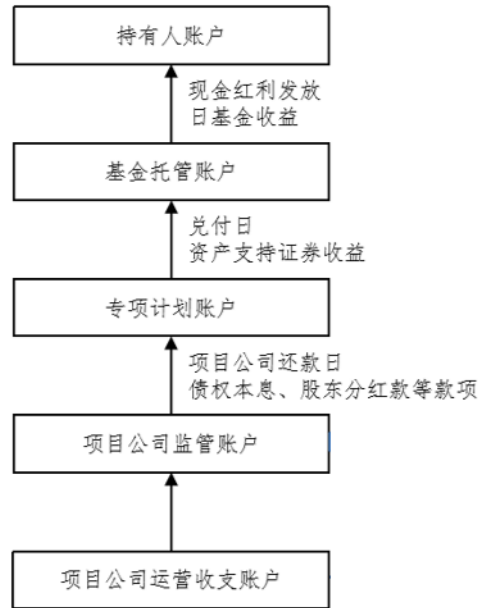 持有人账户
现金红利发放
日基金收益
基金托管账户
兑付日
资产支持证券收益
专项计划账户
项目公司还款日
债权本息、股东分红款等款项
项目公司监管账户
项目公司运营收支账户